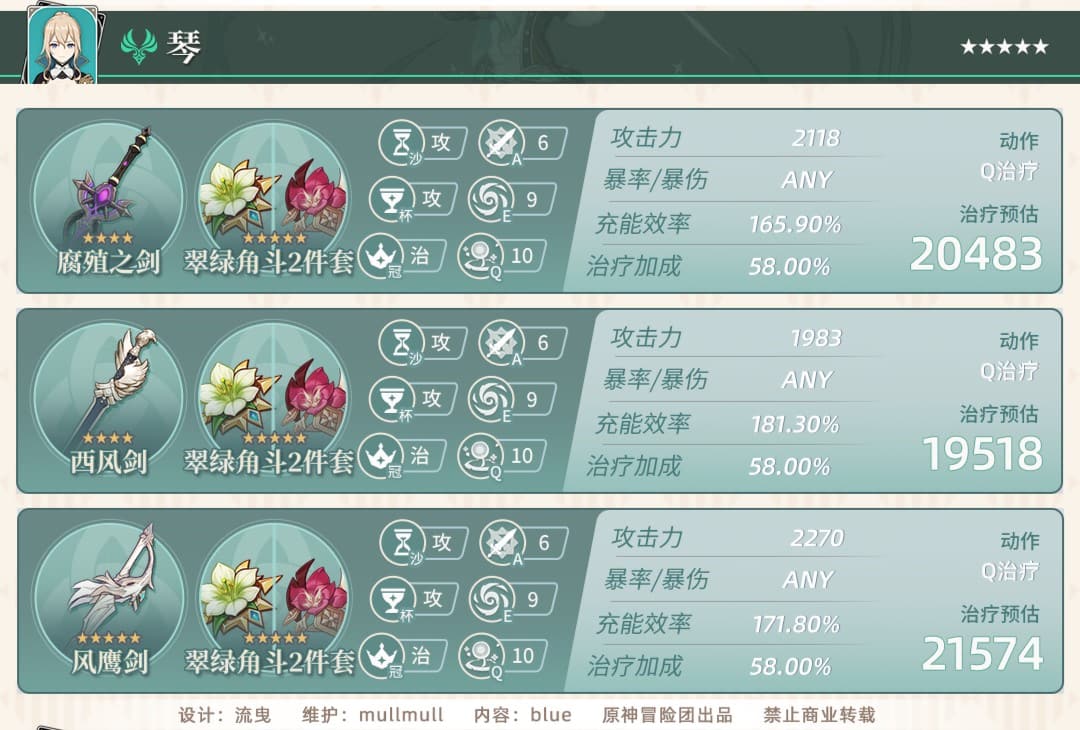 琴
★★★★★
攻 6
沙 A
攻 9
杯 E
治 10
冠 Q
★★★★
★★★★★
腐殖之剑
翠绿角斗2件套
攻击力 2118
暴率/暴伤 ANY
充能效率 165.90%
治疗加成 58.00%
动作
Q治疗
治疗预估
20483
攻 6
沙 A
攻 9
杯 E
治 10
冠 Q
★★★★
★★★★★
西风剑
翠绿角斗2件套
攻击力 1983
暴率/暴伤 ANY
充能效率 181.30%
治疗加成 58.00%
动作
Q治疗
治疗预估
19518
攻 6
沙 A
攻 9
杯 E
治 10
冠 Q
★★★★★
★★★★★
风鹰剑
翠绿角斗2件套
攻击力 2270
暴率/暴伤 ANY
充能效率 171.80%
治疗加成 58.00%
动作
Q治疗
治疗预估
21574
设计：流曳 维护：mullmull 内容：blue 原神冒险团出品 禁止商业转载